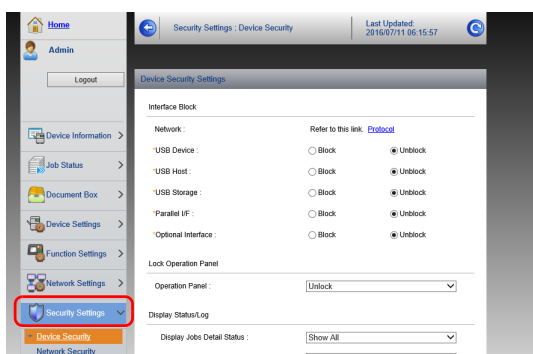 Home
Admin
Logout
Device Information >
Job Status >
Document Box >
Device Settings >
Function Settings >
Network Settings >
Security Settings
Device Security
Network Security
Security Settings : Device Security
Last Updated:
2016/07/11 06:15:57
Device Security Settings
Interface Block
Network : Refer to this link. Protocol
*USB Device : Block Unblock
*USB Host : Block Unblock
*USB Storage : Block Unblock
*Parallel I/F : Block Unblock
*Optional Interface : Block Unblock
Lock Operation Panel
Operation Panel : Unlock
Display Status/Log
Display Jobs Detail Status : Show All